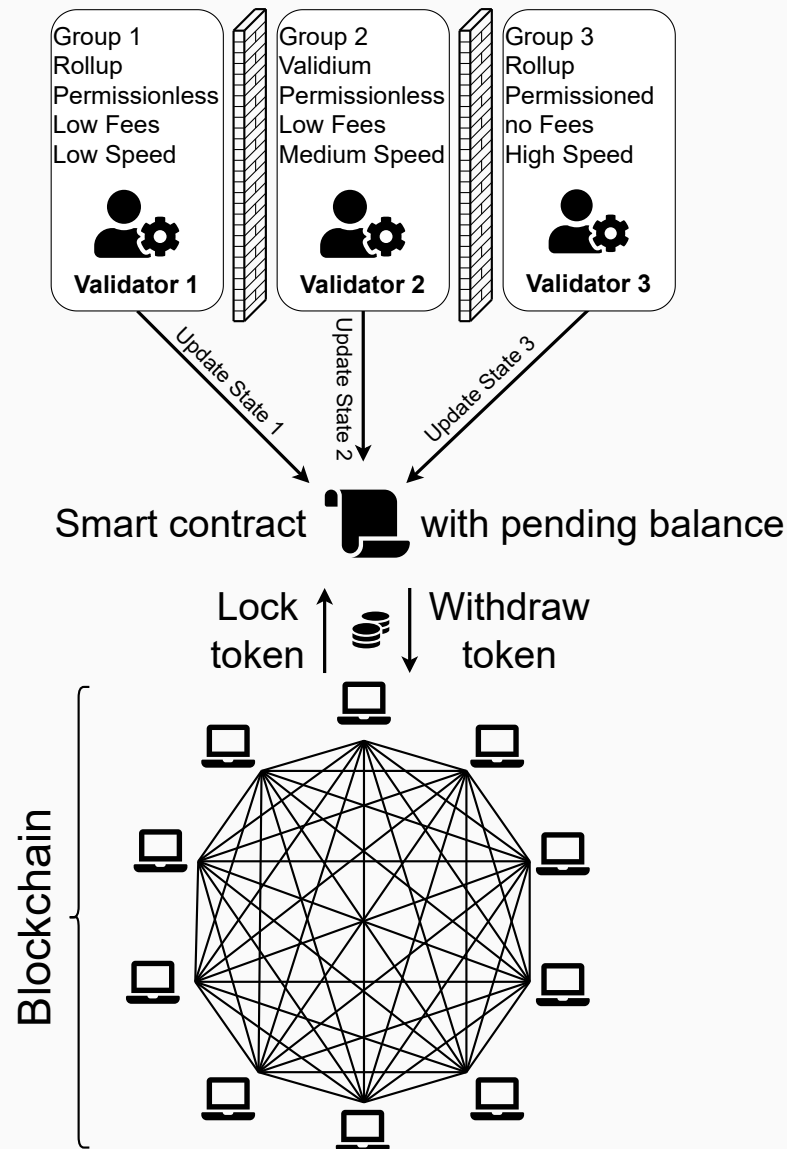 Group 1
Rollup
Permissionless
Low Fees
Low Speed
Validator 1
Group 2
Validium
Permissionless
Low Fees
Medium Speed
Validator 2
Group 3
Rollup
Permissioned
no Fees
High Speed
Validator 3
Update State 1
Update State 2
Update State 3
Smart contract with pending balance
Lock
token
Withdraw
token
Blockchain